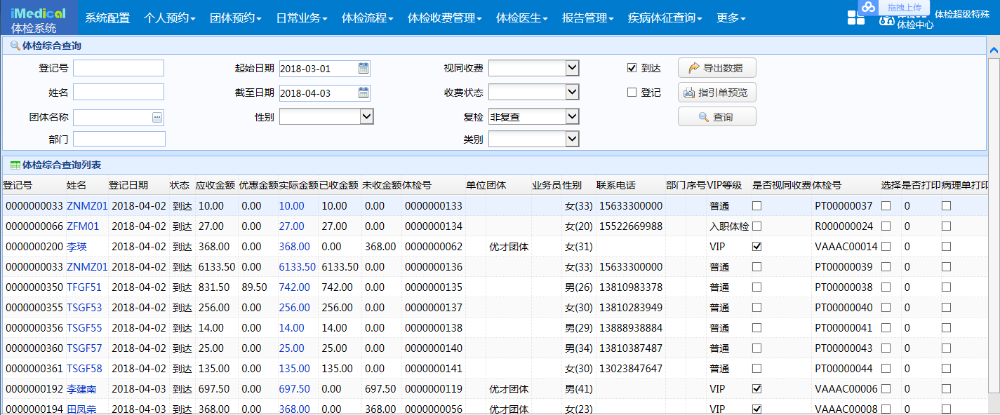 iMedical 体检系统 系统配置 个人预约 团体预约 日常业务 体检流程 体检收费管理 体检医生 报告管理 疾病体征查询 更多 拖拽上传 体检中心 体检超级特殊
体检综合查询
登记号 起始日期 2018-03-01 视同收费 到达 导出数据
姓名 截至日期 2018-04-03 收费状态 登记 指引单预览
团体名称 性别 复检 非复查 查询
部门 类别
体检综合查询列表
登记号 姓名 登记日期 状态 应收金额 优惠金额 实际金额 已收金额 未收金额 体检号 单位 团体 业务员 性别 联系电话 部门 序号 VIP等级 是否视同收费 体检号 选择 是否打印 病理单打印
0000000033 ZNMZ01 2018-04-02 到达 10.00 0.00 10.00 10.00 0.00 0000000133 女(33) 15633300000 普通 PT00000037 0
0000000066 ZFM01 2018-04-02 到达 27.00 0.00 27.00 27.00 0.00 0000000134 女(20) 15522669988 入职体检 R000000024 0
0000000200 李瑛 2018-04-02 到达 368.00 0.00 368.00 0.00 368.00 0000000062 优才团体 女(31) VIP VAAAC00014 0
0000000033 ZNMZ01 2018-04-02 到达 6133.50 0.00 6133.50 6133.50 0.00 0000000136 女(33) 15633300000 普通 PT00000039 0
0000000350 TFGF51 2018-04-02 到达 831.50 89.50 742.00 742.00 0.00 0000000135 男(26) 13810983378 普通 PT00000038 0
0000000355 TSGF53 2018-04-02 到达 256.00 0.00 256.00 256.00 0.00 0000000137 女(30) 13810283949 普通 PT00000040 0
0000000356 TSGF55 2018-04-02 到达 14.00 0.00 14.00 14.00 0.00 0000000138 男(29) 13888938884 普通 PT00000041 0
0000000360 TSGF57 2018-04-02 到达 25.00 0.00 25.00 25.00 0.00 0000000140 男(34) 13810387487 普通 PT00000043 0
0000000361 TSGF58 2018-04-02 到达 135.00 0.00 135.00 135.00 0.00 0000000141 女(30) 13023847647 普通 PT00000044 0
0000000192 李建南 2018-04-03 到达 697.50 0.00 697.50 0.00 697.50 0000000119 优才团体 男(41) VIP VAAAC00006 0
0000000194 田凤荣 2018-04-03 到达 368.00 0.00 368.00 0.00 368.00 0000000056 优才团体 女(23) VIP VAAAC00008 0